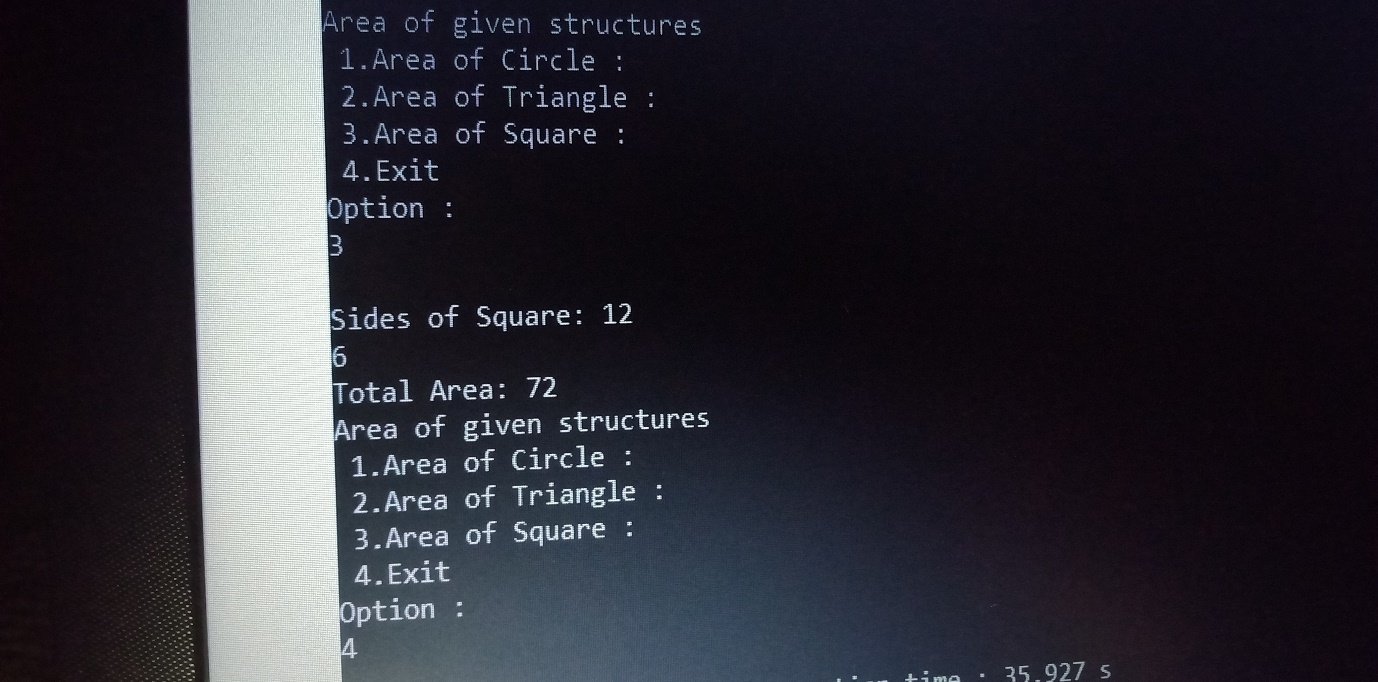 Area of given structures
1.Area of Circle :
2.Area of Triangle :
3.Area of Square :
4.Exit
Option :
3
Sides of Square: 12
6
Total Area: 72
Area of given structures
1.Area of Circle :
2.Area of Triangle :
3.Area of Square :
4.Exit
Option :
4
time : 35.927 s